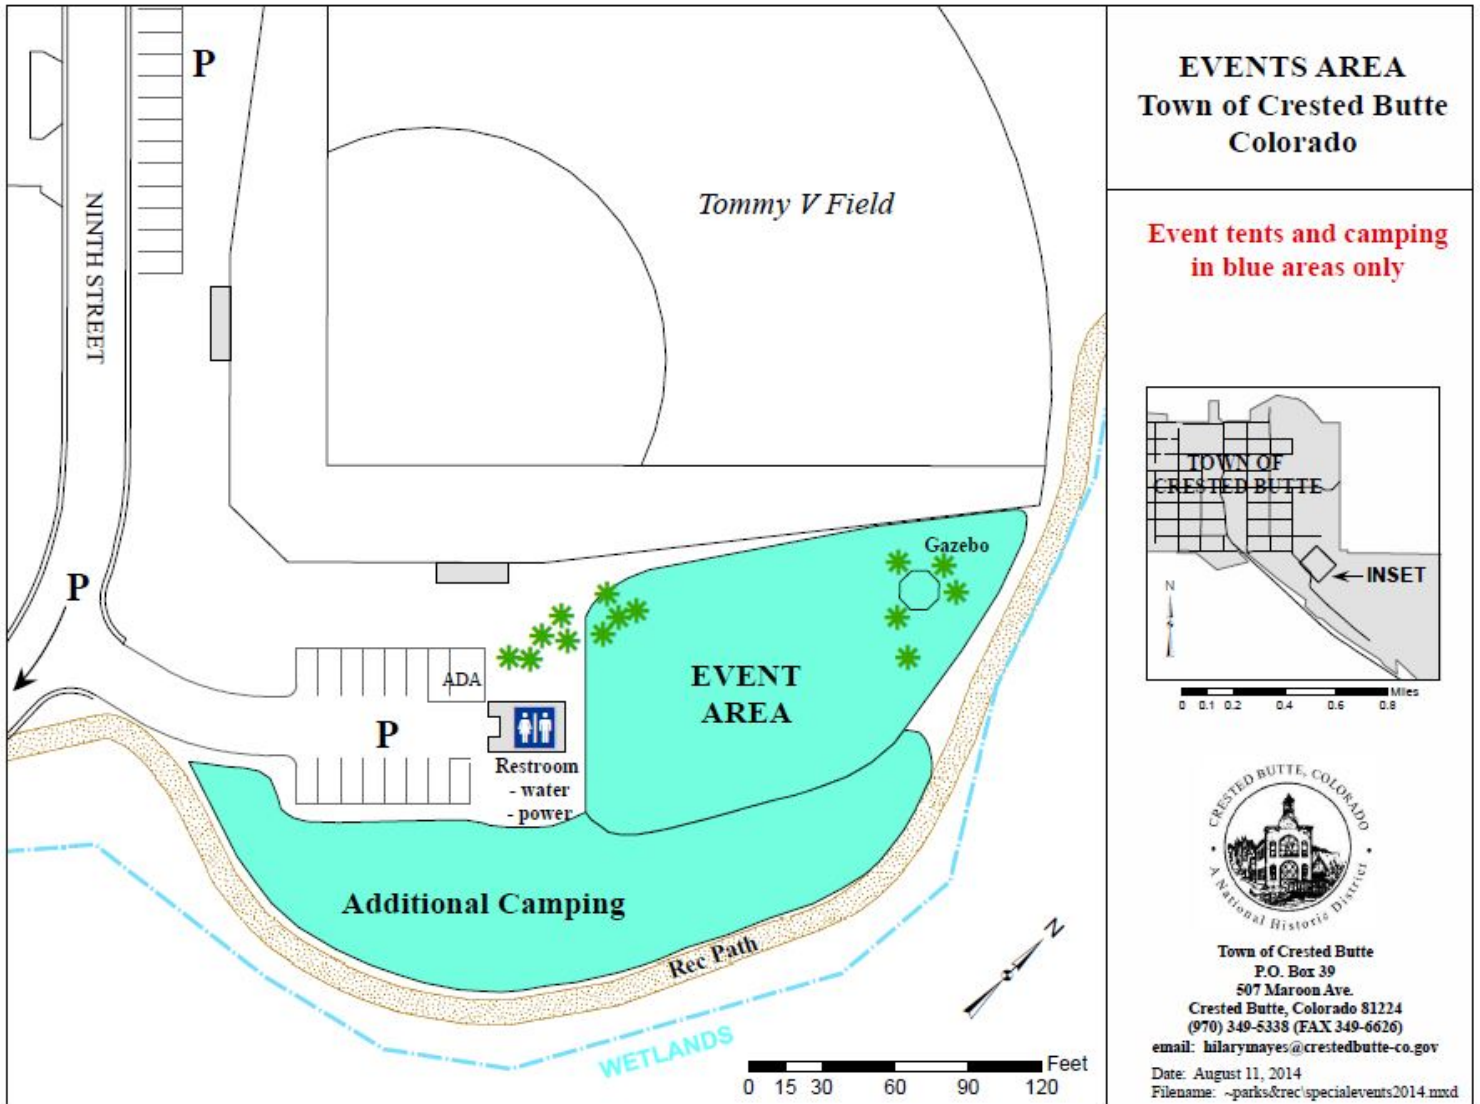 EVENTS AREA
Town of Crested Butte
Colorado
Event tents and camping
in blue areas only
P
NINTH STREET
Tommy V Field
P
Gazebo
EVENT
AREA
ADA
P
Restroom
- water
- power
Additional Camping
Rec Path
WETLANDS
N
Feet
0 15 30 60 90 120
TOWN OF
CRESTED BUTTE
INSET
N
S
Miles
0 0.1 0.2 0.4 0.6 0.8
CRESTED BUTTE, COLORADO
• A National Historic District •
Town of Crested Butte
P.O. Box 39
507 Maroon Ave.
Crested Butte, Colorado 81224
(970) 349-5338 (FAX 349-6626)
email: hilarymayes@crestedbutte-co.gov
Date: August 11, 2014
Filename: ~parks&rec\specialevents2014.mxd